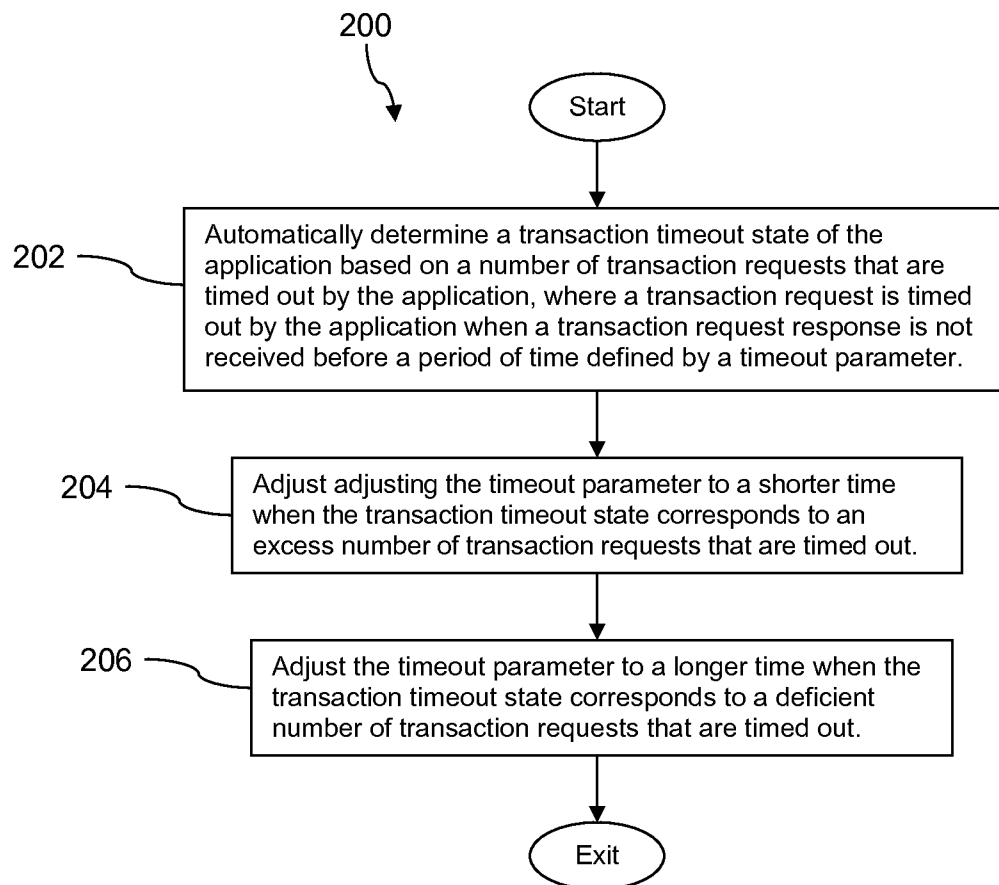 200
Start
202
Automatically determine a transaction timeout state of the
application based on a number of transaction requests that are
timed out by the application, where a transaction request is timed
out by the application when a transaction request response is not
received before a period of time defined by a timeout parameter.
204
Adjust adjusting the timeout parameter to a shorter time
when the transaction timeout state corresponds to an
excess number of transaction requests that are timed out.
206
Adjust the timeout parameter to a longer time when the
transaction timeout state corresponds to a deficient
number of transaction requests that are timed out.
Exit